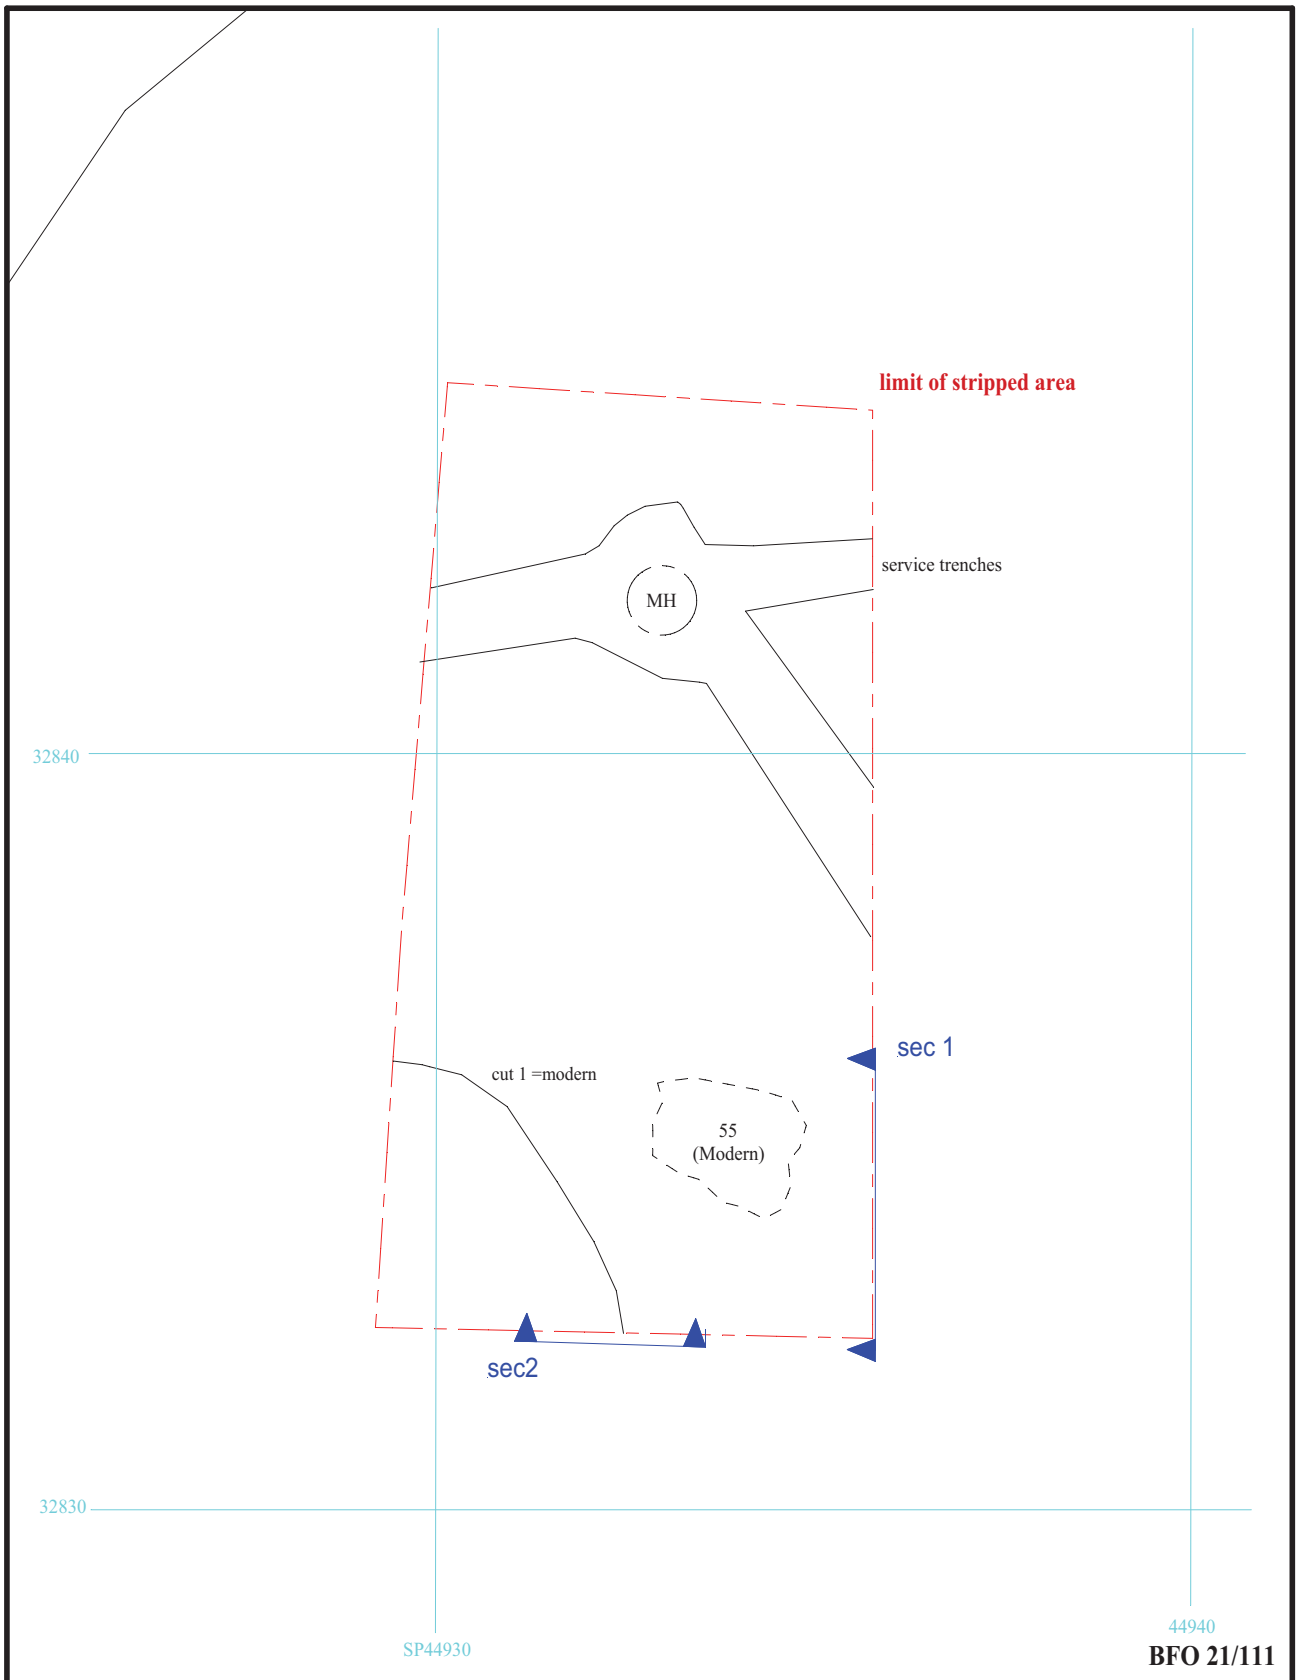 limit of stripped area
service trenches
MH
32840
sec 1
cut 1 =modern
55
(Modern)
sec2
32830
44940
SP44930
BFO 21/111